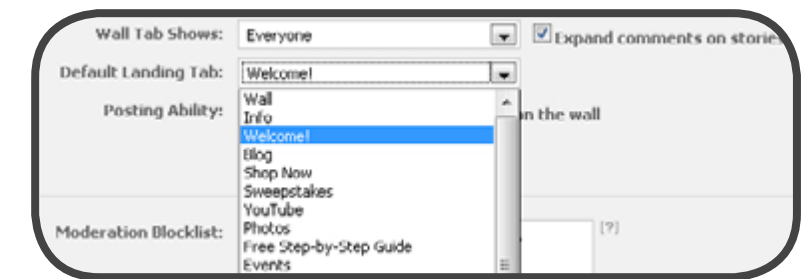 Wall Tab Shows: Everyone Expand comments on stories
Default Landing Tab: Welcome!
Posting Ability: on the wall
Wall
Info
Welcome!
Blog
Shop Now
Sweepstakes
YouTube
Photos
Free Step-by-Step Guide
Events
Moderation Blocklist: [?]